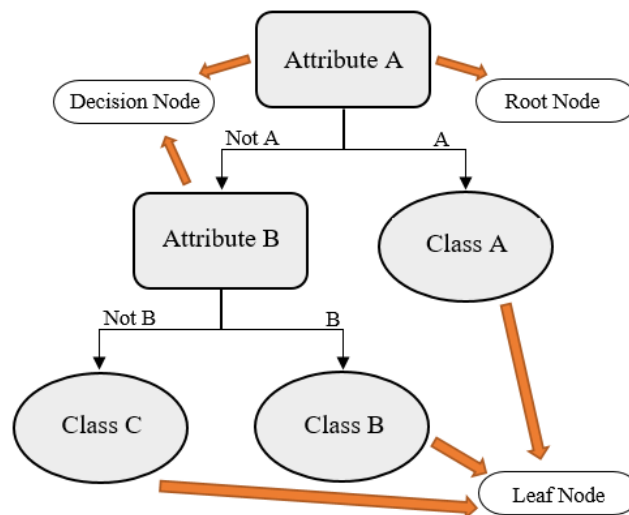 Attribute A
Decision Node
Root Node
Not A
A
Attribute B
Class A
Not B
B
Class C
Class B
Leaf Node